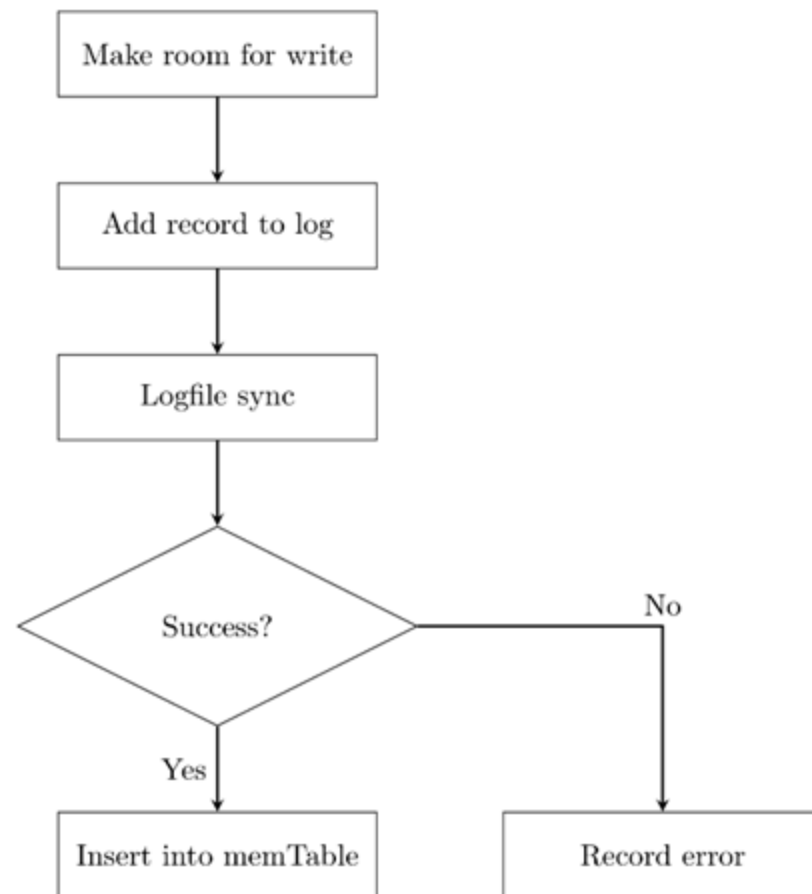 Make room for write
Add record to log
Logfile sync
Success?
No
Yes
Insert into memTable
Record error